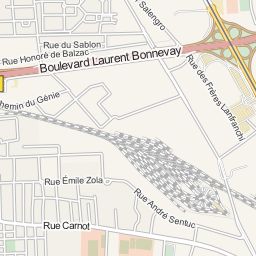 Salengro
Rue du Sablon
Rue Honoré de Balzac
Boulevard Laurent Bonnevay
Rue des Frères Lanfranchi
hemin du Génie
Rue Émile Zola
Rue André Sentuc
Rue Carnot